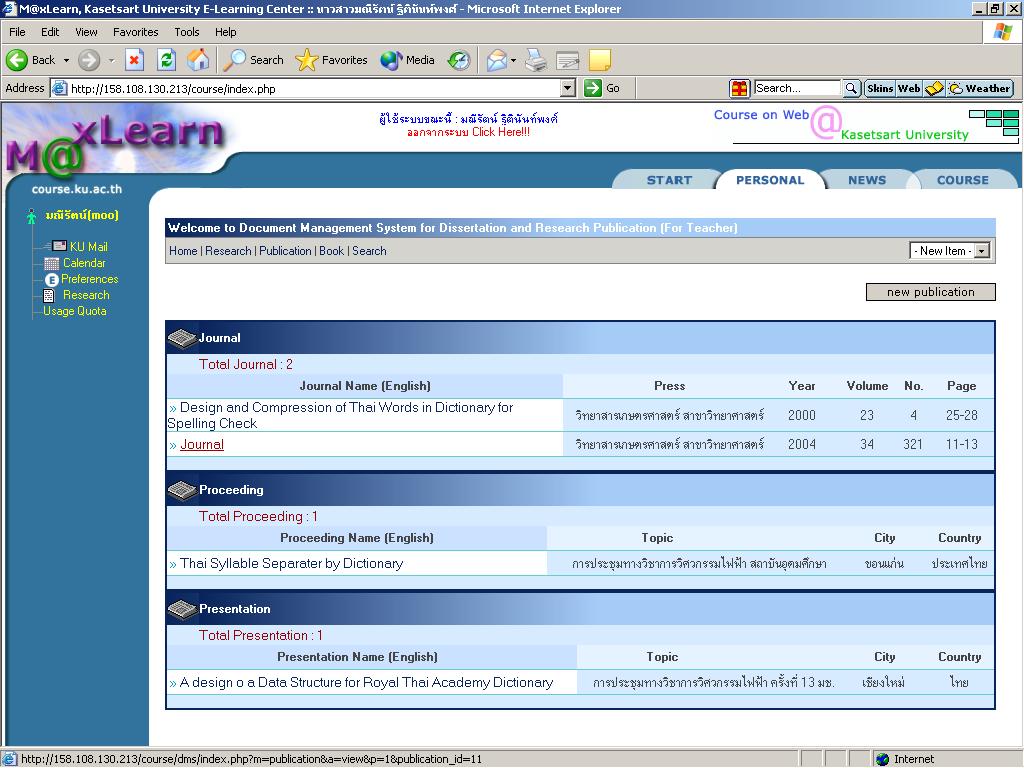 M@xLearn, Kasetsart University E-Learning Center :: นางสาวมณีรัตน์ ฐิตินันท์พงศ์ - Microsoft Internet Explorer
File Edit View Favorites Tools Help
Back Search Favorites Media
Address http://158.108.130.213/course/index.php Go Search... Skins Web Weather
M@xLearn
course.ku.ac.th
ผู้ใช้ระบบขณะนี้ : มณีรัตน์ ฐิตินันท์พงศ์
ออกจากระบบ Click Here!!!
Course on Web @ Kasetsart University
START PERSONAL NEWS COURSE
มณีรัตน์(moo)
KU Mail
Calendar
Preferences
Research
Usage Quota
Welcome to Document Management System for Dissertation and Research Publication (For Teacher)
Home | Research | Publication | Book | Search - New Item -
new publication
Journal
Total Journal : 2
Journal Name (English) Press Year Volume No. Page
» Design and Compression of Thai Words in Dictionary for
Spelling Check วิทยาสารเกษตรศาสตร์ สาขาวิทยาศาสตร์ 2000 23 4 25-28
» Journal วิทยาสารเกษตรศาสตร์ สาขาวิทยาศาสตร์ 2004 34 321 11-13
Proceeding
Total Proceeding : 1
Proceeding Name (English) Topic City Country
» Thai Syllable Separater by Dictionary การประชุมทางวิชาการวิศวกรรมไฟฟ้า สถาบันอุดมศึกษา ขอนแก่น ประเทศไทย
Presentation
Total Presentation : 1
Presentation Name (English) Topic City Country
» A design o a Data Structure for Royal Thai Academy Dictionary การประชุมทางวิชาการวิศวกรรมไฟฟ้า ครั้งที่ 13 มช. เชียงใหม่ ไทย
http://158.108.130.213/course/dms/index.php?m=publication&a=view&p=1&publication_id=11 Internet